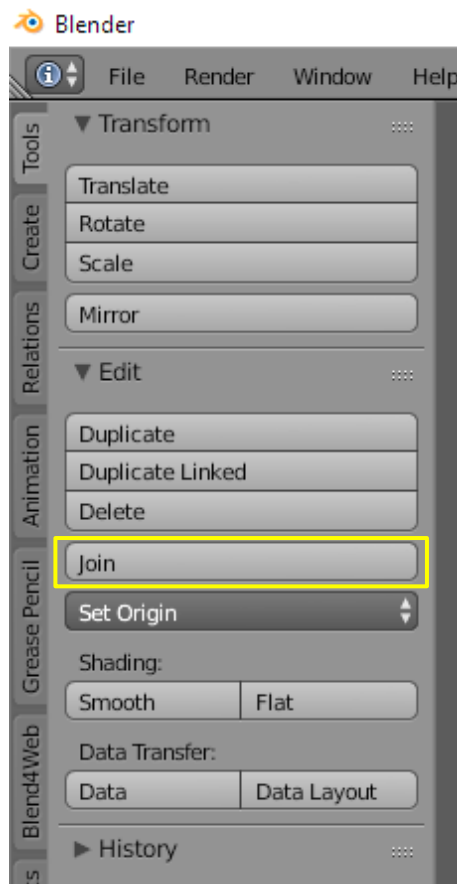 Blender
File Render Window Help
Tools
Create
Relations
Animation
Grease Pencil
Blend4Web
Transform
Translate
Rotate
Scale
Mirror
Edit
Duplicate
Duplicate Linked
Delete
Join
Set Origin
Shading:
Smooth Flat
Data Transfer:
Data Data Layout
History